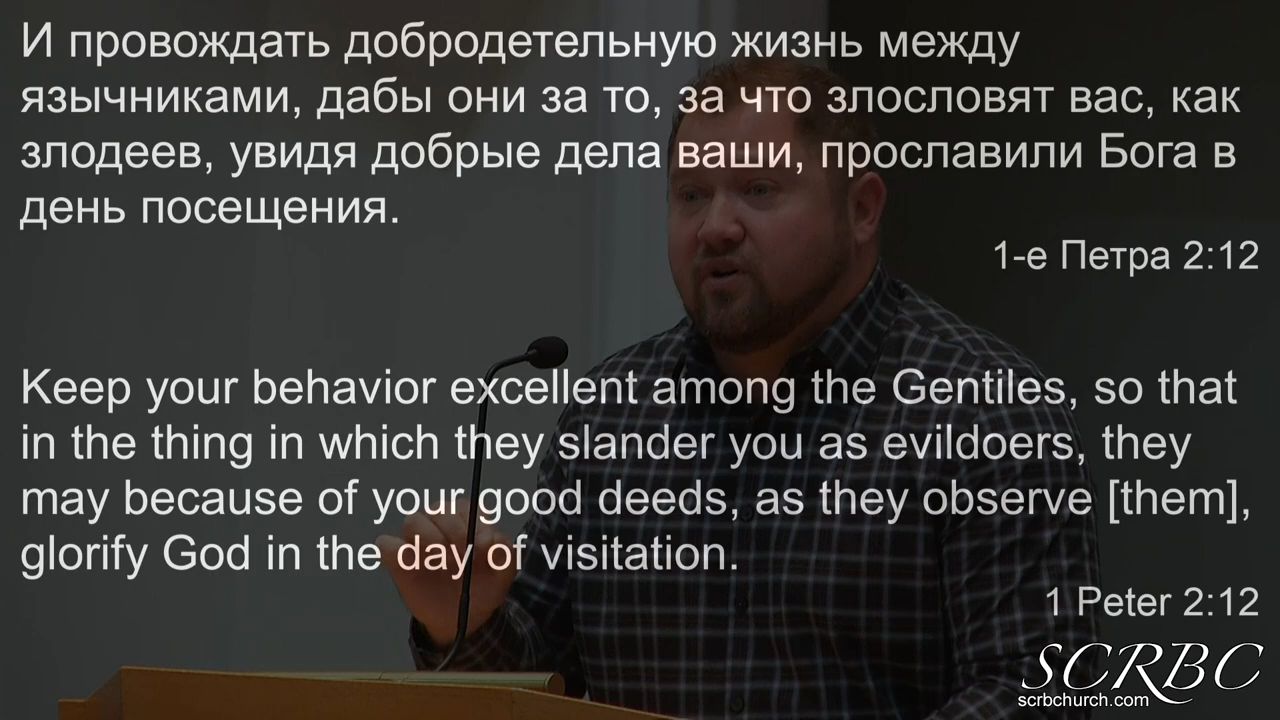 И провождать добродетельную жизнь между
язычниками, дабы они за то, за что злословят вас, как
злодеев, увидя добрые дела ваши, прославили Бога в
день посещения.
1-е Петра 2:12
Keep your behavior excellent among the Gentiles, so that
in the thing in which they slander you as evildoers, they
may because of your good deeds, as they observe [them],
glorify God in the day of visitation.
1 Peter 2:12
SCRBC
scrbchurch.com